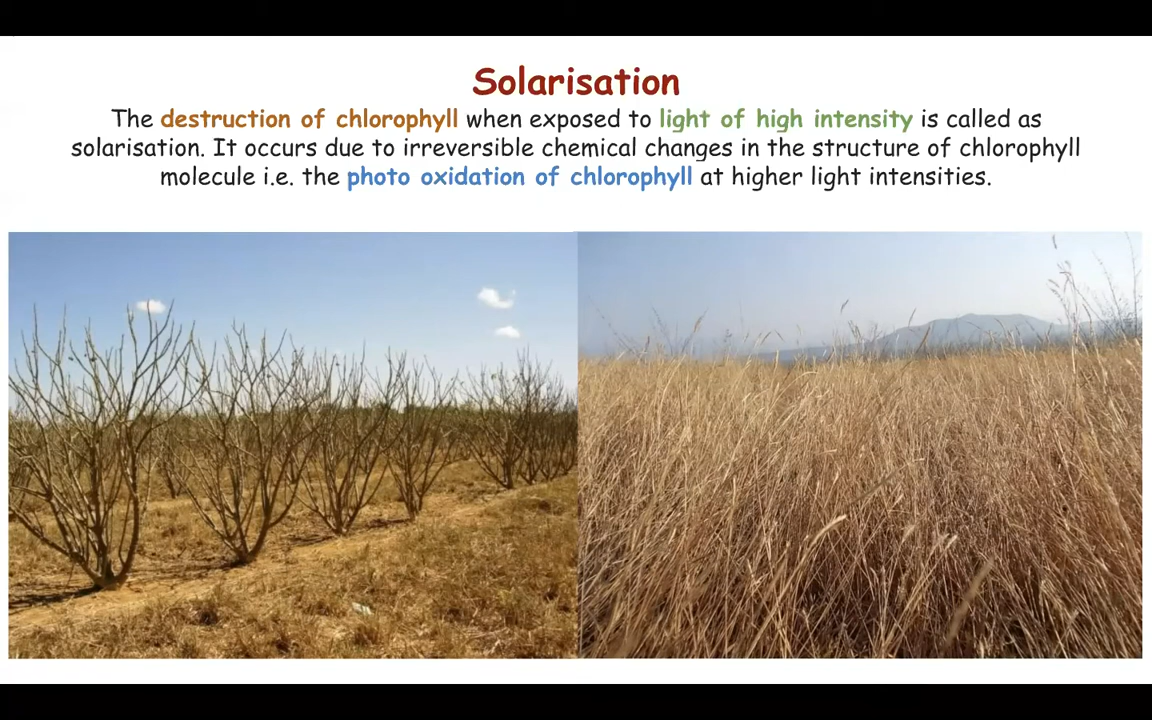 Solarisation
The destruction of chlorophyll when exposed to light of high intensity is called as
solarisation. It occurs due to irreversible chemical changes in the structure of chlorophyll
molecule i.e. the photo oxidation of chlorophyll at higher light intensities.